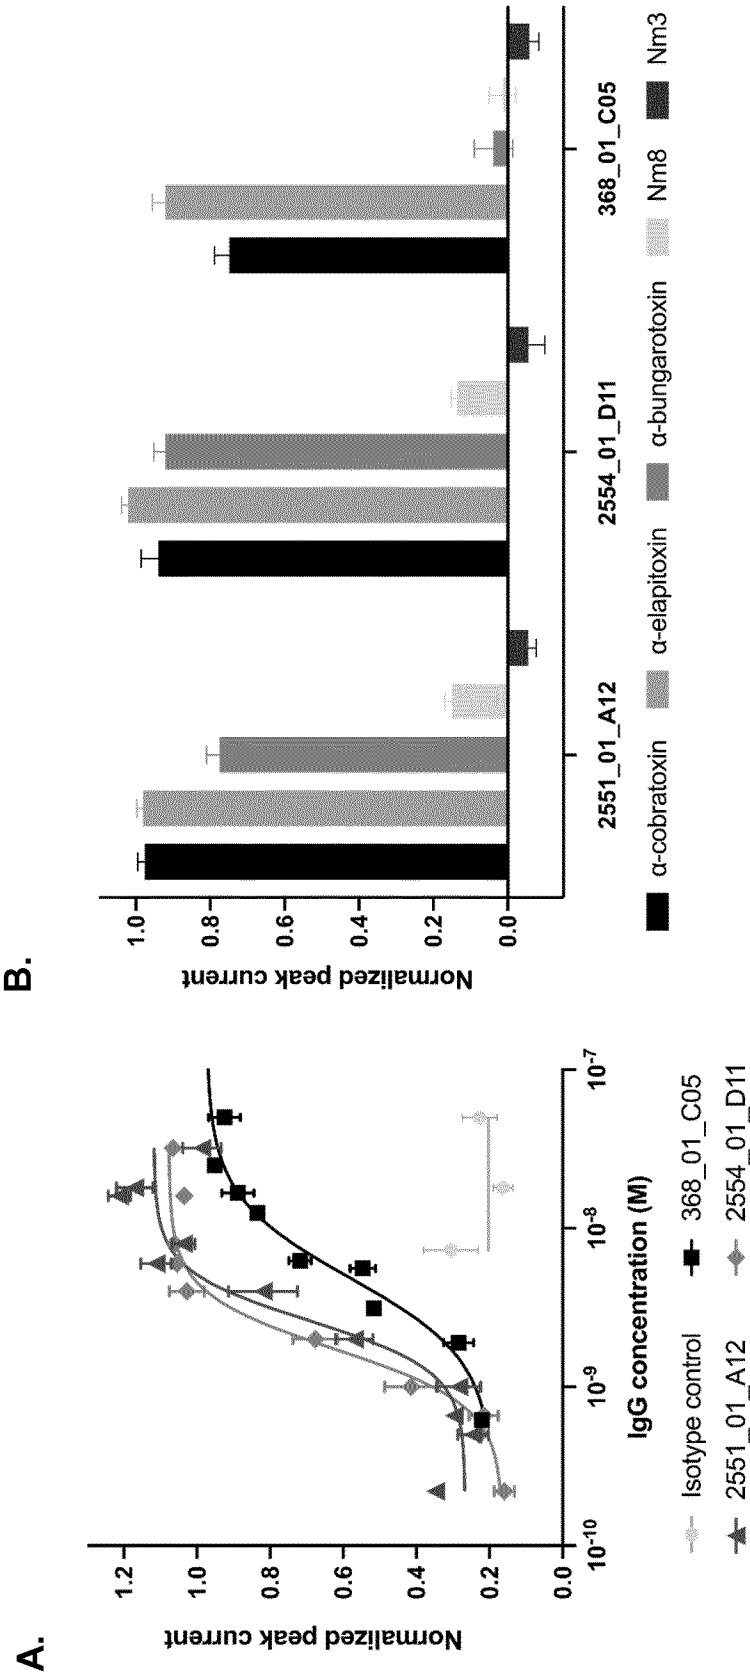 A.
Normalized peak current
1.2
1.0
0.8
0.6
0.4
0.2
0.0
10-10
10-9
10-8
10-7
IgG concentration (M)
Isotype control
368_01_C05
2551_01_A12
2554_01_D11
B.
Normalized peak current
1.0
0.8
0.6
0.4
0.2
0.0
2551_01_A12
2554_01_D11
368_01_C05
α-cobratoxin
α-elapitoxin
α-bungarotoxin
Nm8
Nm3